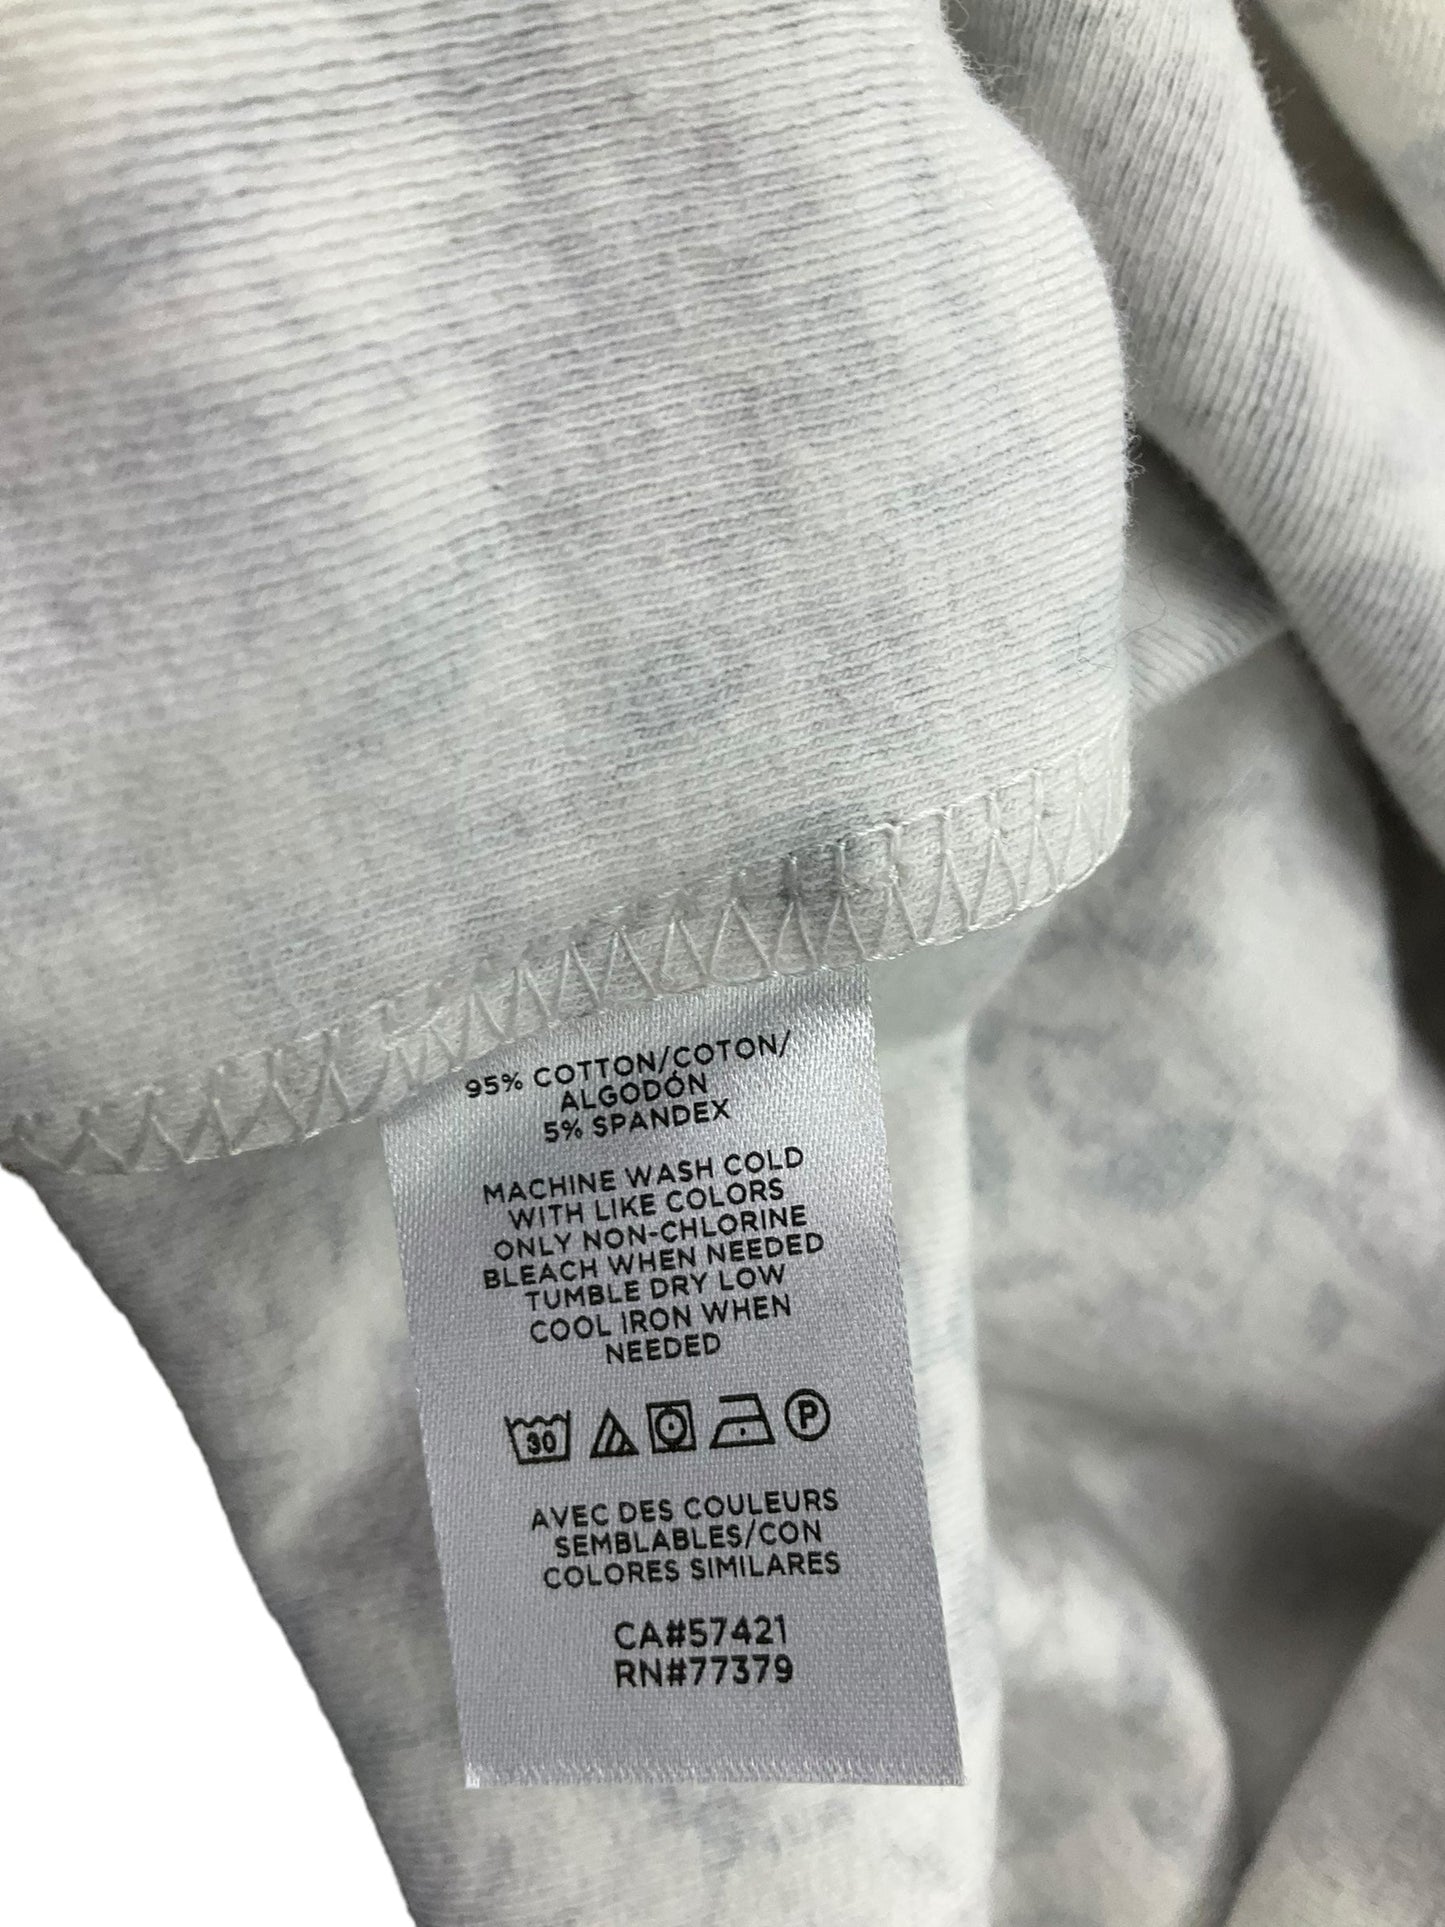 95% COTTON/COTON/
ALGODÓN
5% SPANDEX
MACHINE WASH COLD
WITH LIKE COLORS
ONLY NON-CHLORINE
BLEACH WHEN NEEDED
TUMBLE DRY LOW
COOL IRON WHEN
NEEDED
30 P
AVEC DES COULEURS
SEMBLABLES/CON
COLORES SIMILARES
CA#57421
RN#77379